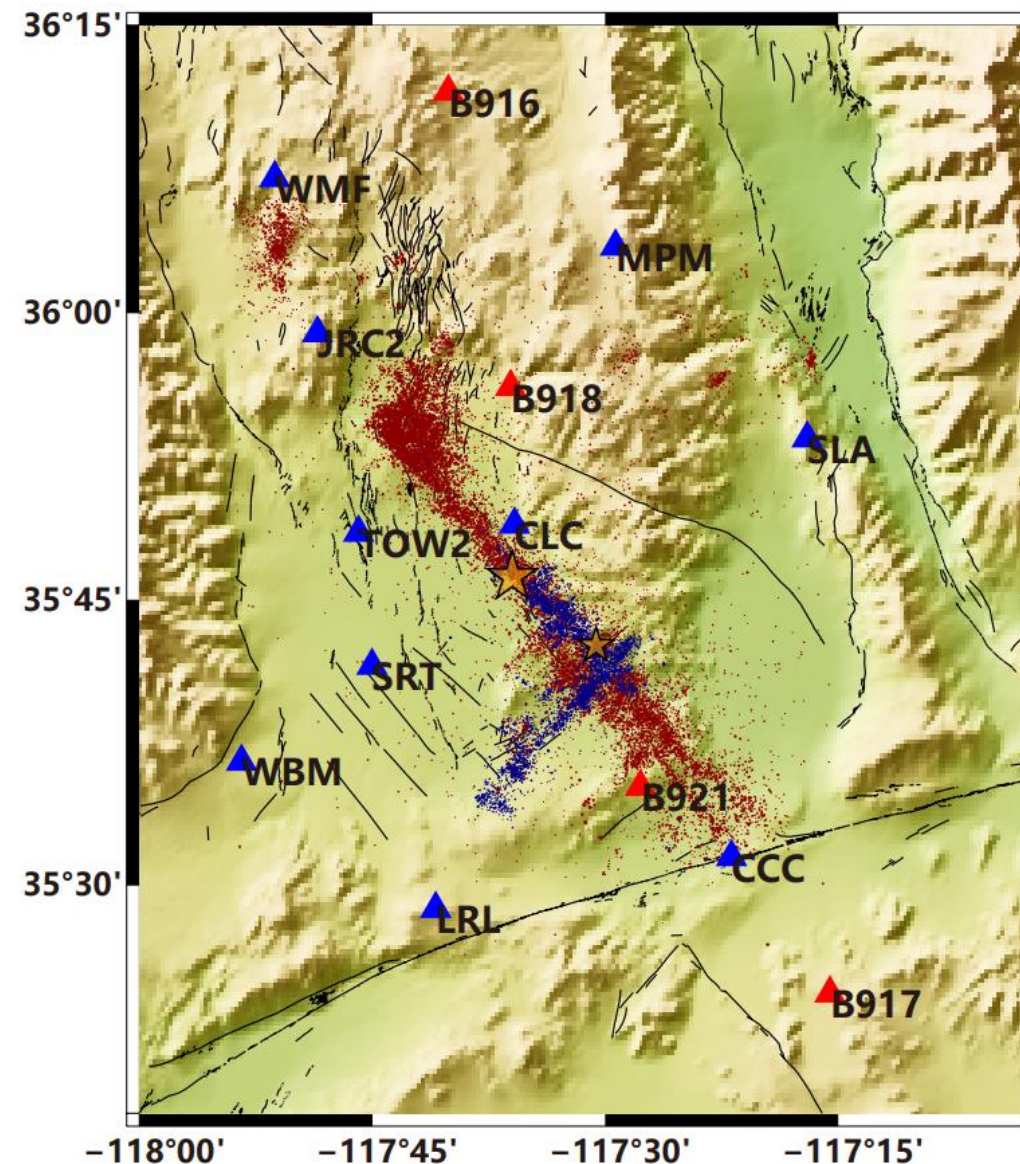 36°15'
B916
WMF
MPM
36°00'
JRC2
B918
SLA
CLC
TOW2
35°45'
SRT
WBM
B921
CCC
35°30'
LRL
B917
−118°00'
−117°45'
−117°30'
−117°15'